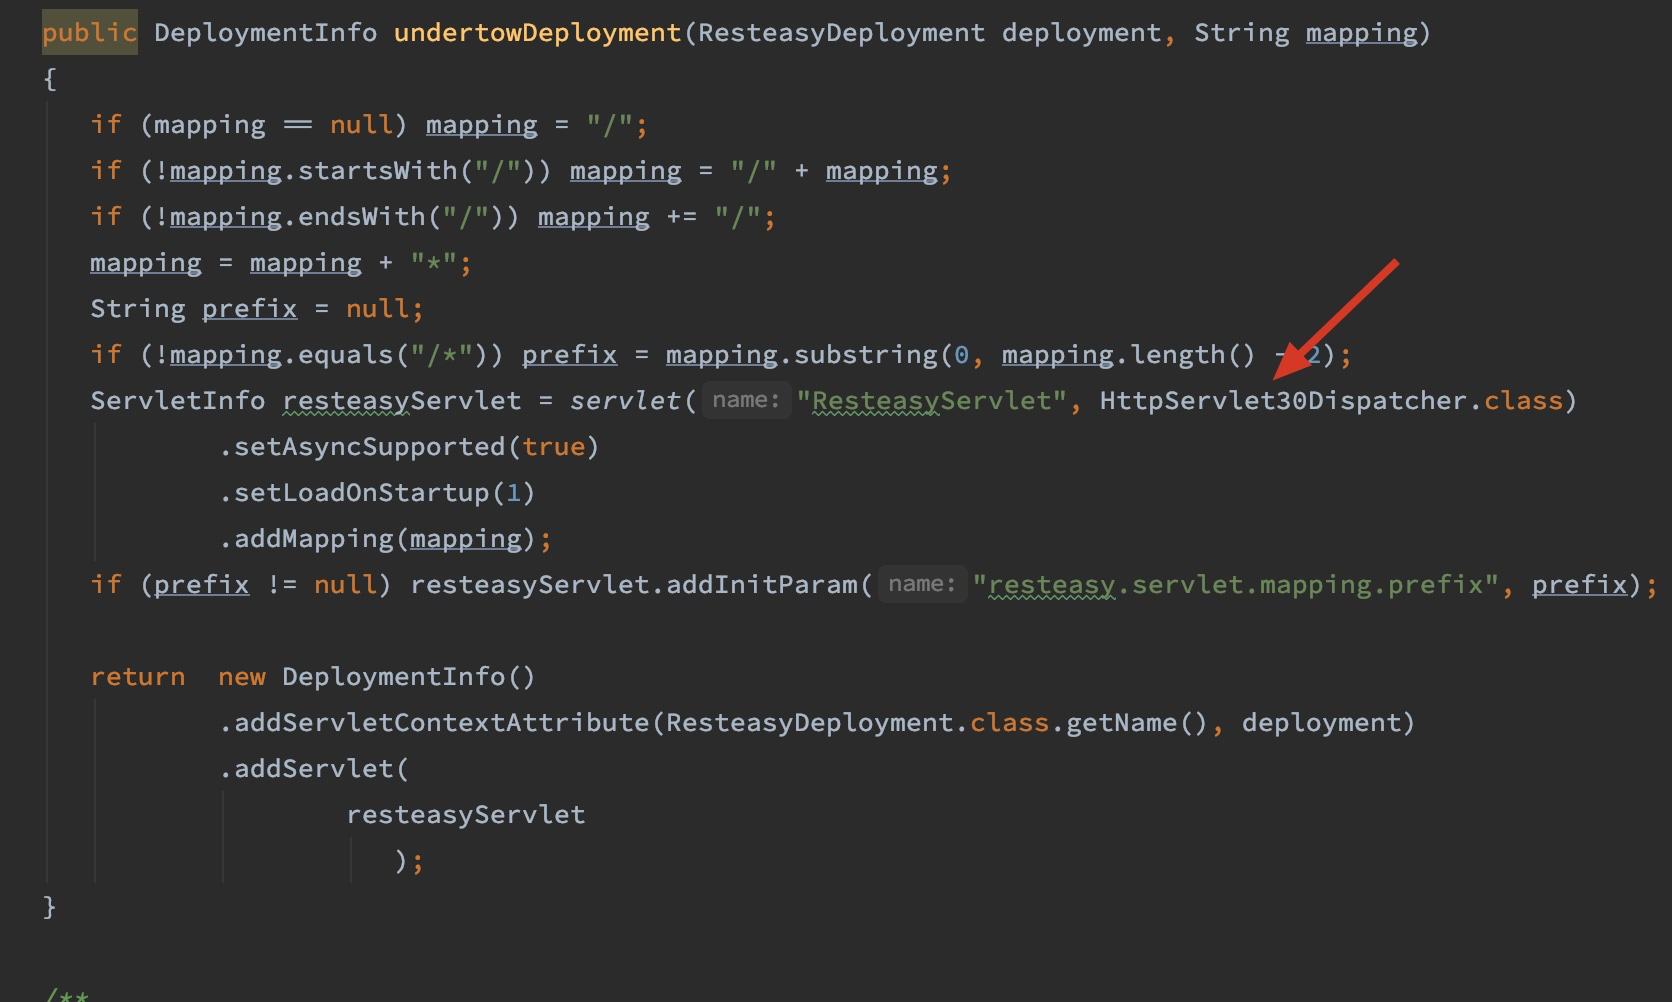 public DeploymentInfo undertowDeployment(ResteasyDeployment deployment, String mapping)
{
if (mapping == null) mapping = "/";
if (!mapping.startsWith("/")) mapping = "/" + mapping;
if (!mapping.endsWith("/")) mapping += "/";
mapping = mapping + "*";
String prefix = null;
if (!mapping.equals("/*")) prefix = mapping.substring(0, mapping.length() - 2);
ServletInfo resteasyServlet = servlet( name: "ResteasyServlet", HttpServlet30Dispatcher.class)
.setAsyncSupported(true)
.setLoadOnStartup(1)
.addMapping(mapping);
if (prefix != null) resteasyServlet.addInitParam( name: "resteasy.servlet.mapping.prefix", prefix);
return new DeploymentInfo()
.addServletContextAttribute(ResteasyDeployment.class.getName(), deployment)
.addServlet(
resteasyServlet
);
}
/**